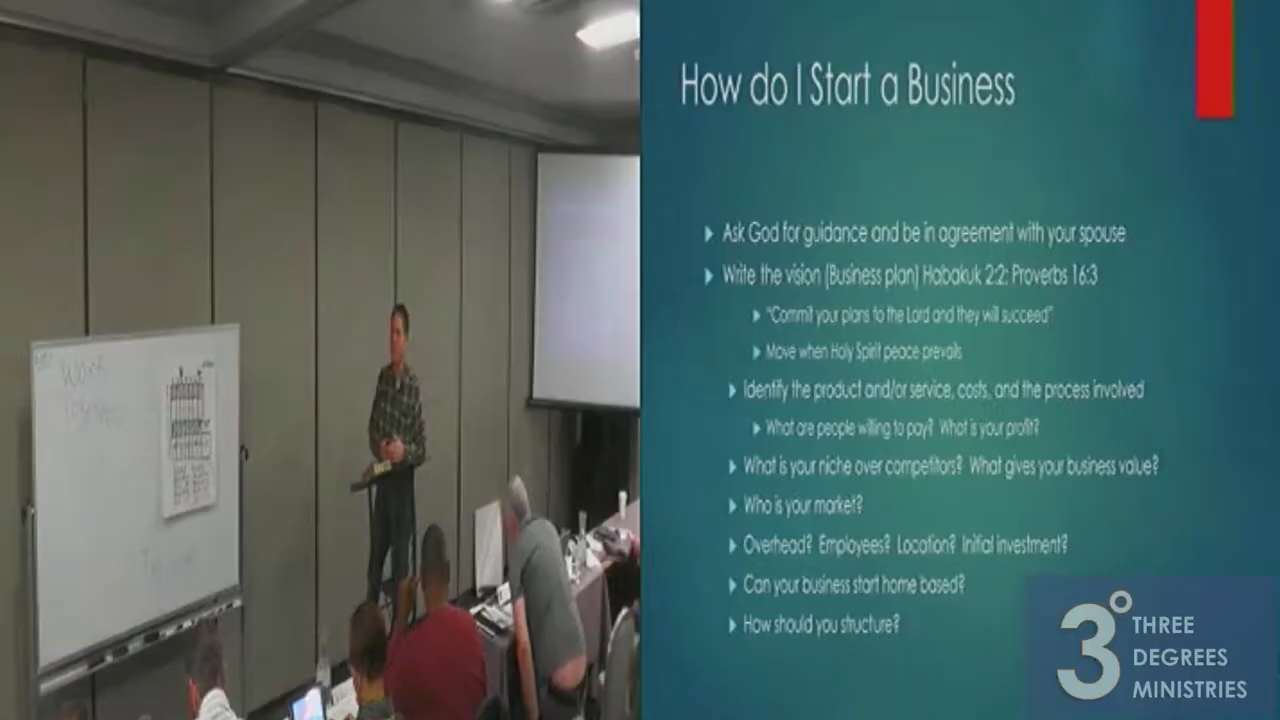 How do I Start a Business
Ask God for guidance and be in agreement with your spouse
Write the vision (Business plan) Habakuk 2:2; Proverbs 16:3
"Commit your plans to the Lord and they will succeed"
Move when Holy Spirit peace prevails
Identify the product and/or service, costs, and the process involved
What are people willing to pay? What is your profit?
What is your niche over competitors? What gives your business value?
Who is your market?
Overhead? Employees? Location? Initial investment?
Can your business start home based?
How should you structure?
3° THREE
DEGREES
MINISTRIES